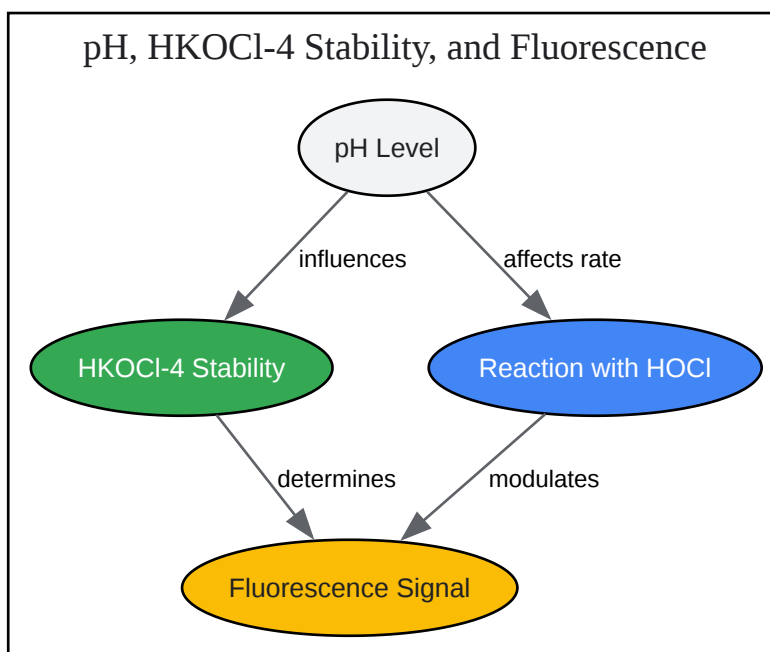 pH, HKOCl-4 Stability, and Fluorescence
pH Level
influences
affects rate
HKOCl-4 Stability
Reaction with HOCl
determines
modulates
Fluorescence Signal